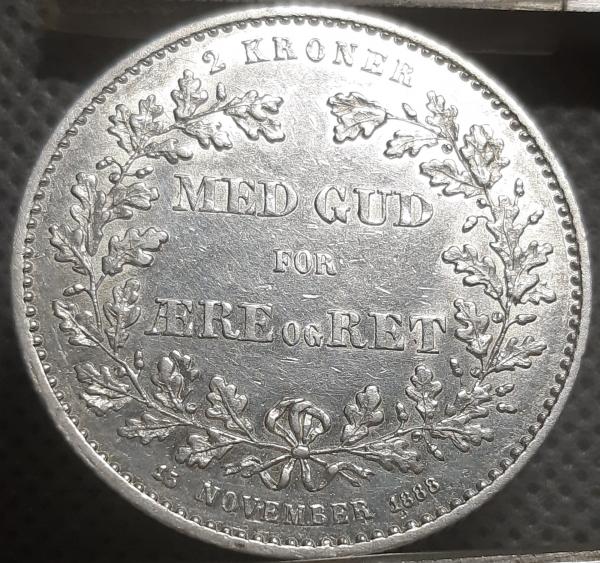 2 KRONER
MED GUD
FOR
ÆRE OG RET
15 NOVEMBER 1888